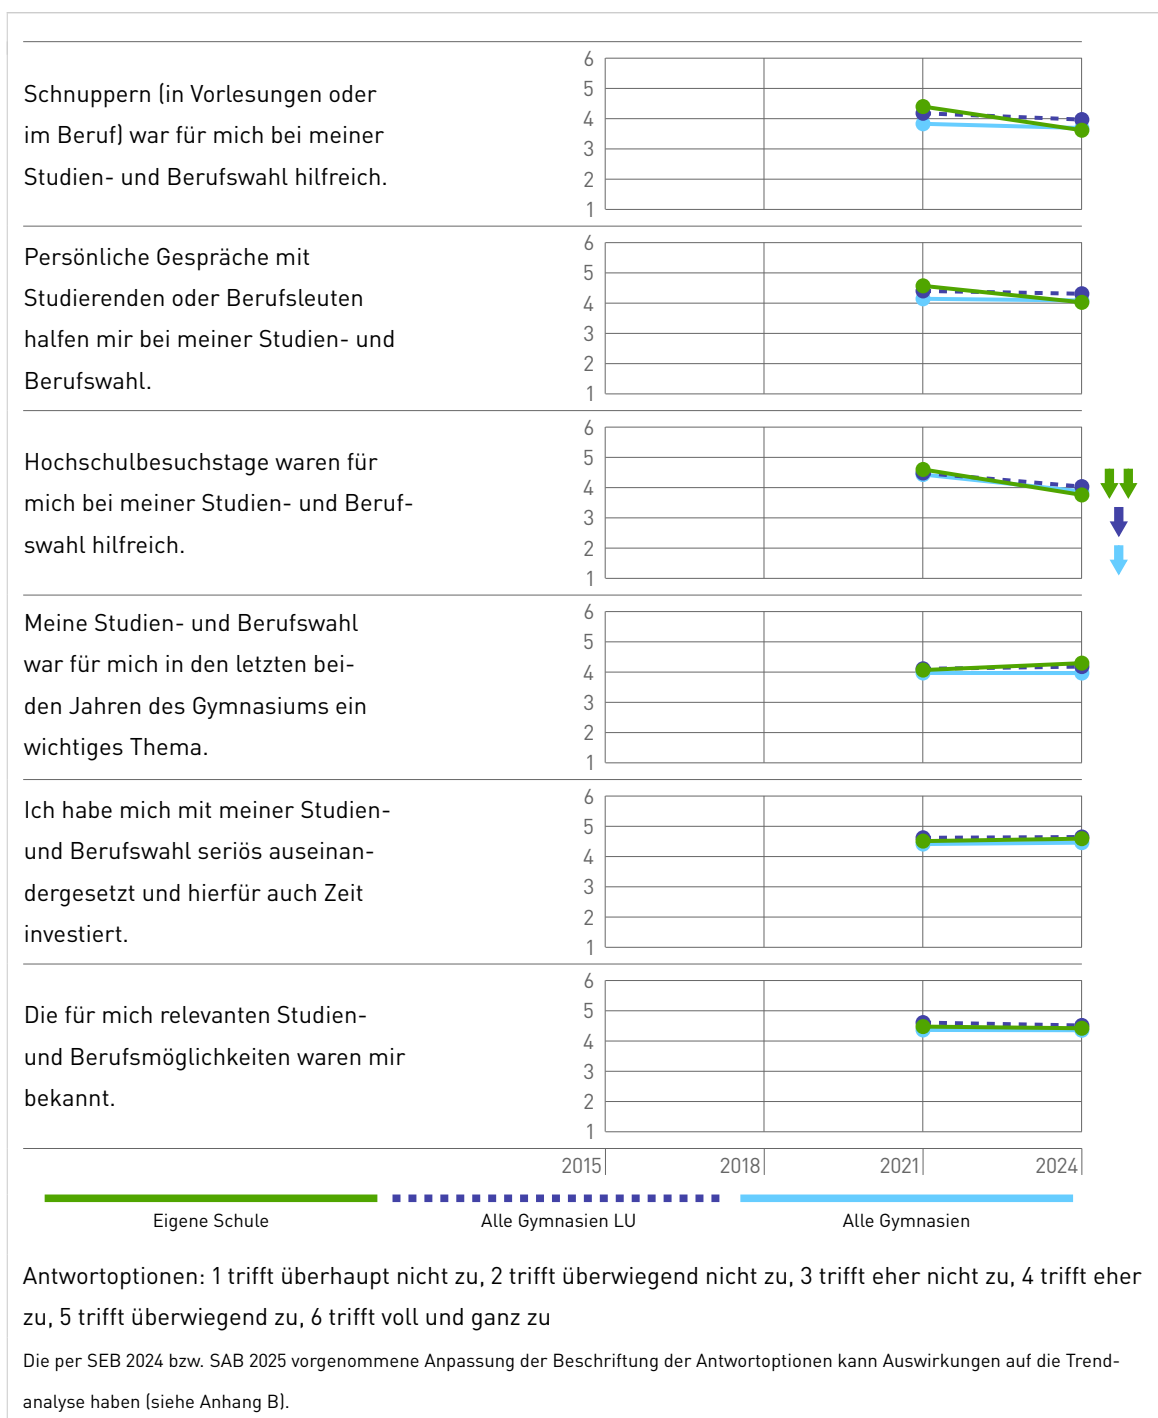 Schnuppern (in Vorlesungen oder
im Beruf) war für mich bei meiner
Studien- und Berufswahl hilfreich.
6
5
4
3
2
1
Persönliche Gespräche mit
Studierenden oder Berufsleuten
halfen mir bei meiner Studien- und
Berufswahl.
6
5
4
3
2
1
Hochschulbesuchstage waren für
mich bei meiner Studien- und Beruf-
swahl hilfreich.
6
5
4
3
2
1
Meine Studien- und Berufswahl
war für mich in den letzten bei-
den Jahren des Gymnasiums ein
wichtiges Thema.
6
5
4
3
2
1
Ich habe mich mit meiner Studien-
und Berufswahl seriös auseinan-
dergesetzt und hierfür auch Zeit
investiert.
6
5
4
3
2
1
Die für mich relevanten Studien-
und Berufsmöglichkeiten waren mir
bekannt.
6
5
4
3
2
1
2015 2018 2021 2024
Eigene Schule Alle Gymnasien LU Alle Gymnasien
Antwortoptionen: 1 trifft überhaupt nicht zu, 2 trifft überwiegend nicht zu, 3 trifft eher nicht zu, 4 trifft eher
zu, 5 trifft überwiegend zu, 6 trifft voll und ganz zu
Die per SEB 2024 bzw. SAB 2025 vorgenommene Anpassung der Beschriftung der Antwortoptionen kann Auswirkungen auf die Trend-
analyse haben (siehe Anhang B).